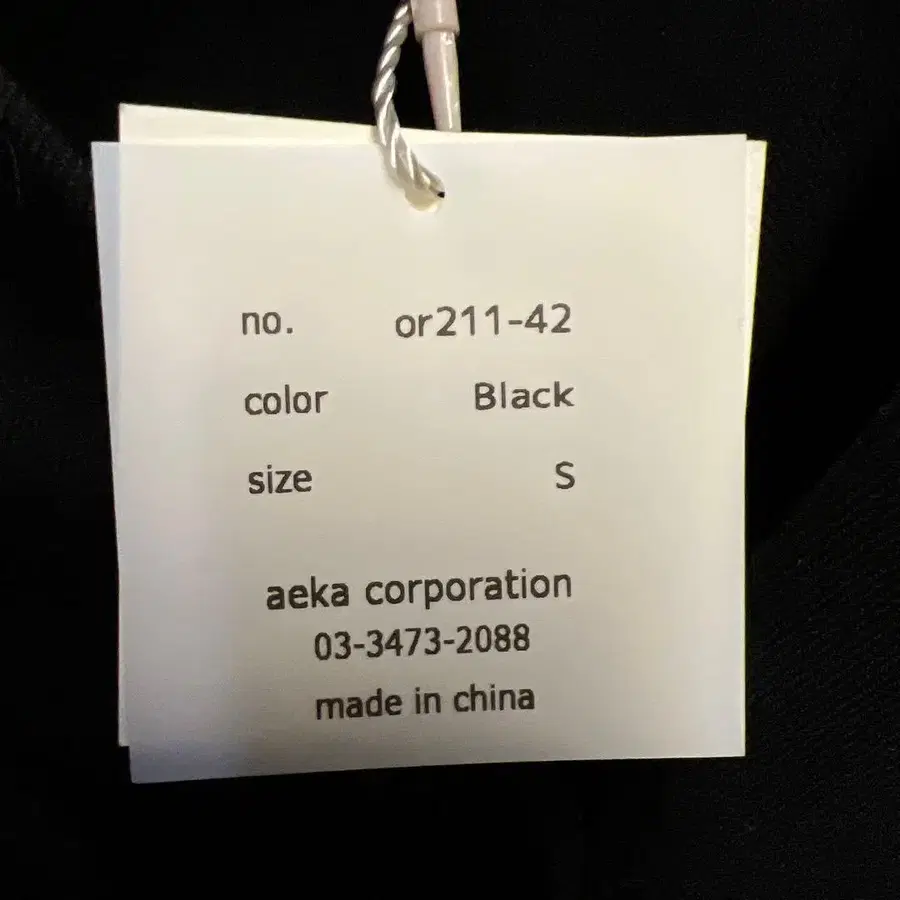 no. or211-42
color Black
size S
aeka corporation
03-3473-2088
made in china